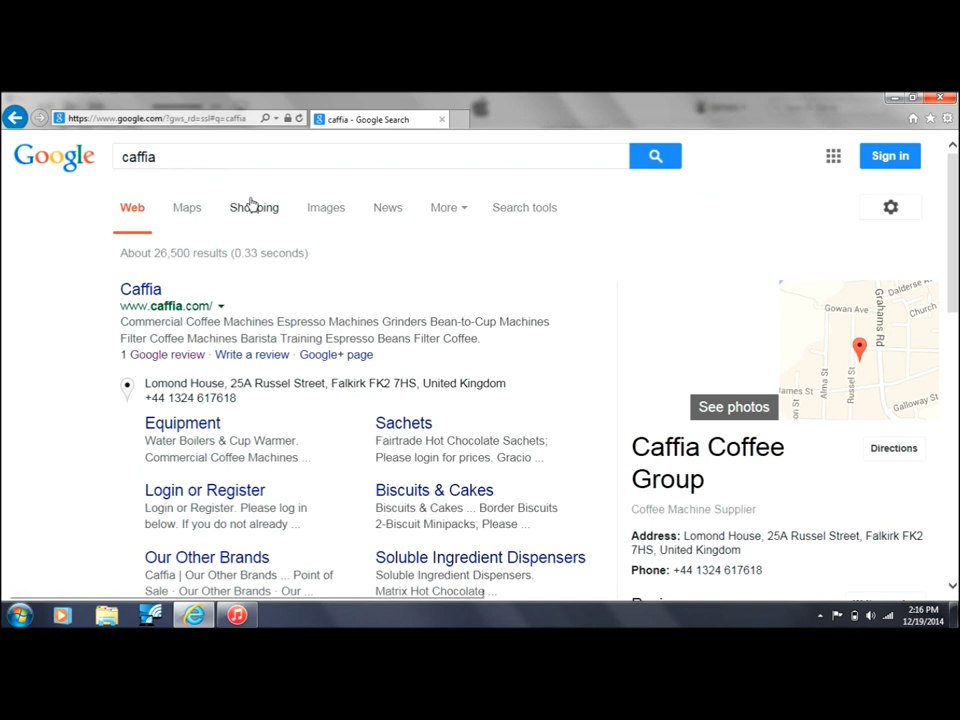 https://www.google.com/?gws_rd=ssl#q=caffia
caffia - Google Search
Google
caffia
Sign in
Web
Maps
Shopping
Images
News
More
Search tools
About 26,500 results (0.33 seconds)
Caffia
www.caffia.com/
Commercial Coffee Machines Espresso Machines Grinders Bean-to-Cup Machines
Filter Coffee Machines Barista Training Espresso Beans Filter Coffee.
1 Google review · Write a review · Google+ page
Lomond House, 25A Russel Street, Falkirk FK2 7HS, United Kingdom
+44 1324 617618
Equipment
Water Boilers & Cup Warmer.
Commercial Coffee Machines ...
Sachets
Fairtrade Hot Chocolate Sachets;
Please login for prices. Gracio ...
Login or Register
Login or Register. Please log in
below. If you do not already ...
Biscuits & Cakes
Biscuits & Cakes ... Border Biscuits
2-Biscuit Minipacks; Please ...
Our Other Brands
Caffia | Our Other Brands ... Point of
Sale · Our Other Brands · Our ...
Soluble Ingredient Dispensers
Soluble Ingredient Dispensers.
Matrix Hot Chocolate ...
Dalderse
Gowan Ave
Grahams Rd
Church
Alma St
Russel St
James St
Galloway St
See photos
Caffia Coffee
Group
Directions
Coffee Machine Supplier
Address: Lomond House, 25A Russel Street, Falkirk FK2
7HS, United Kingdom
Phone: +44 1324 617618
2:16 PM
12/19/2014